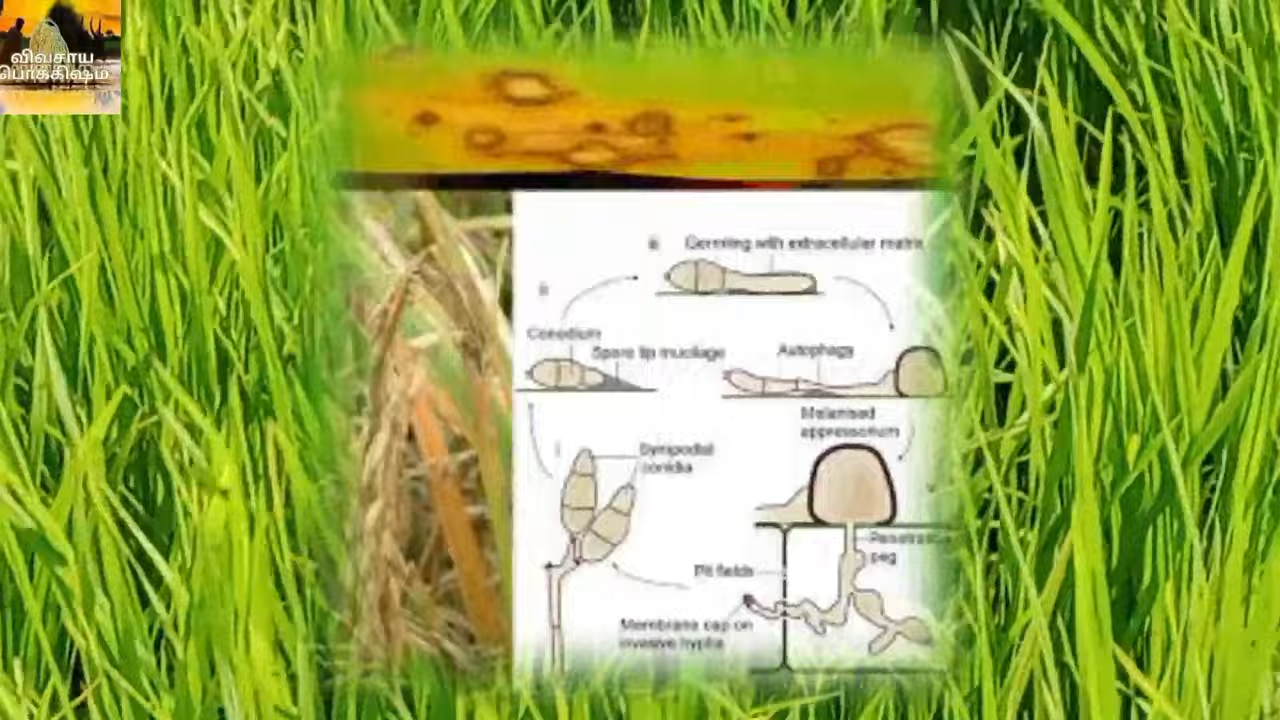 விவசாய
பொக்கிஷம்
Germling with extracellular matrix
Conidium
Spore tip mucilage
Autophagy
Melanised
appressorium
Sympodial
conidia
Penetration
peg
Pit fields
Membrane cap on
invasive hypha